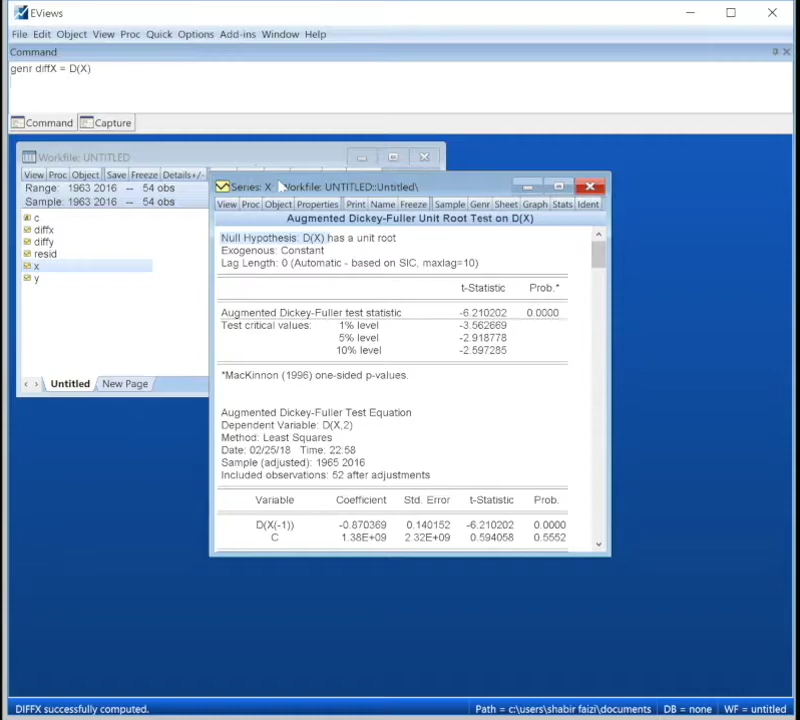 EViews
File Edit Object View Proc Quick Options Add-ins Window Help
Command
genr diffX = D(X)
Command Capture
Workfile: UNTITLED
View Proc Object Save Freeze Details+/-
Range: 1963 2016 -- 54 obs
Sample: 1963 2016 -- 54 obs
c
diffx
diffy
resid
x
y
Untitled New Page
Series: X Workfile: UNTITLED::Untitled\
View Proc Object Properties Print Name Freeze Sample Genr Sheet Graph Stats Ident
Augmented Dickey-Fuller Unit Root Test on D(X)
Null Hypothesis: D(X) has a unit root
Exogenous: Constant
Lag Length: 0 (Automatic - based on SIC, maxlag=10)
t-Statistic Prob.*
Augmented Dickey-Fuller test statistic -6.210202 0.0000
Test critical values: 1% level -3.562669
5% level -2.918778
10% level -2.597285
*MacKinnon (1996) one-sided p-values.
Augmented Dickey-Fuller Test Equation
Dependent Variable: D(X,2)
Method: Least Squares
Date: 02/25/18 Time: 22:58
Sample (adjusted): 1965 2016
Included observations: 52 after adjustments
Variable Coefficient Std. Error t-Statistic Prob.
D(X(-1)) -0.870369 0.140152 -6.210202 0.0000
C 1.38E+09 2.32E+09 0.594058 0.5552
DIFFX successfully computed. Path = c:\users\shabir faizi\documents DB = none WF = untitled